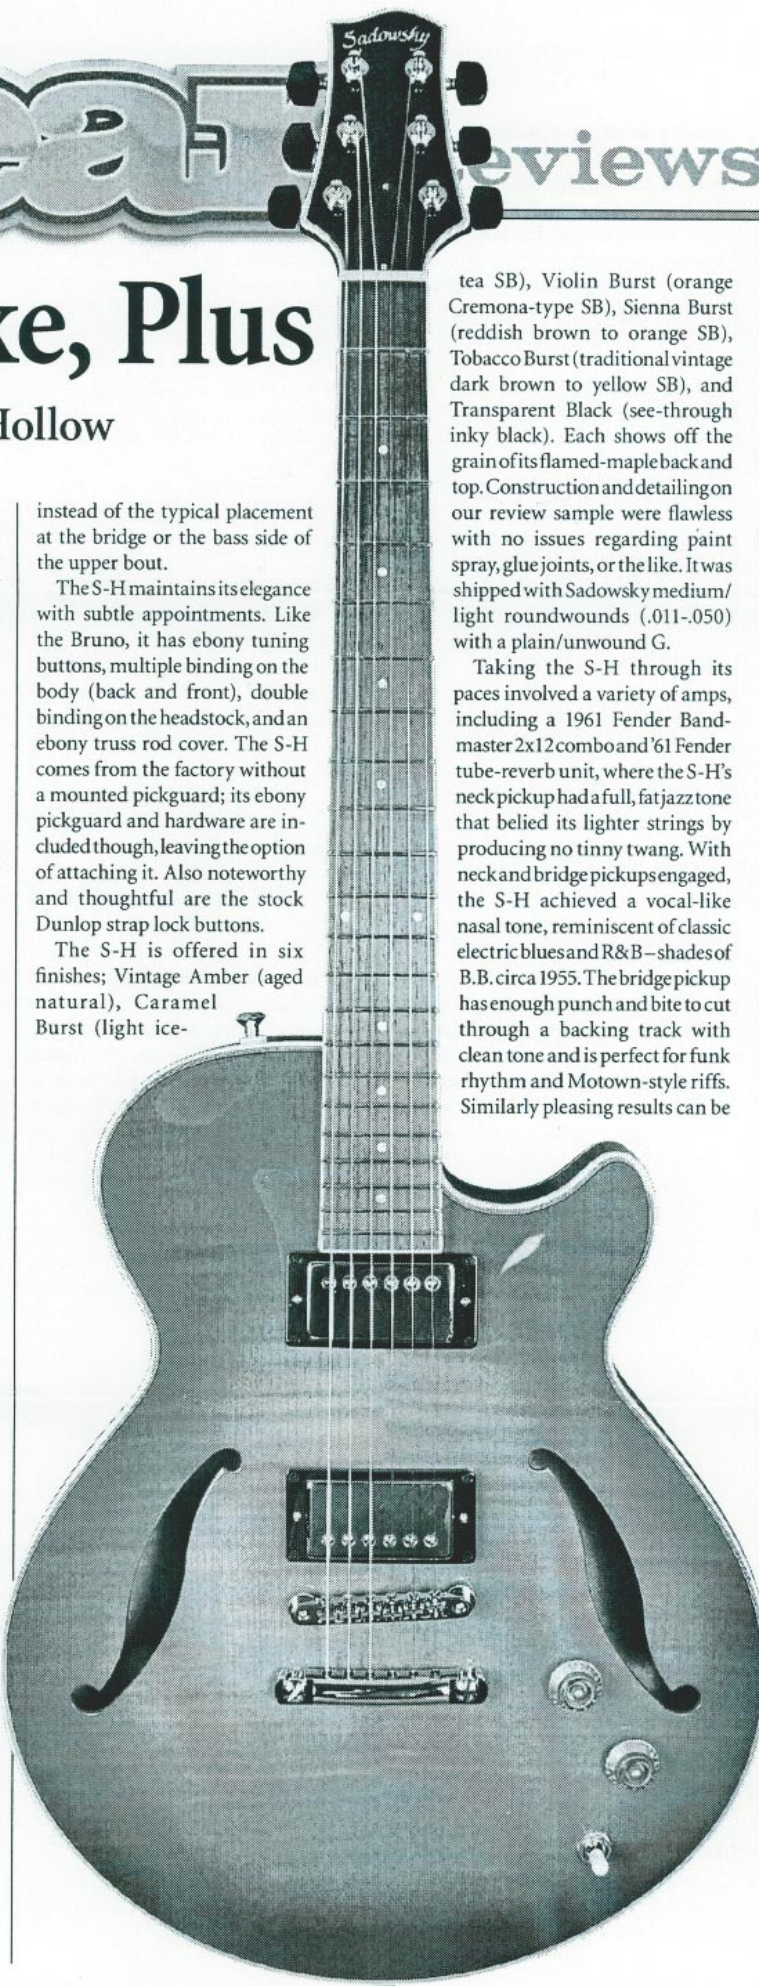 Sadowsky
eviews
ke, Plus
Hollow
instead of the typical placement
at the bridge or the bass side of
the upper bout.
The S-H maintains its elegance
with subtle appointments. Like
the Bruno, it has ebony tuning
buttons, multiple binding on the
body (back and front), double
binding on the headstock, and an
ebony truss rod cover. The S-H
comes from the factory without
a mounted pickguard; its ebony
pickguard and hardware are in-
cluded though, leaving the option
of attaching it. Also noteworthy
and thoughtful are the stock
Dunlop strap lock buttons.
The S-H is offered in six
finishes; Vintage Amber (aged
natural), Caramel
Burst (light ice-
tea SB), Violin Burst (orange
Cremona-type SB), Sienna Burst
(reddish brown to orange SB),
Tobacco Burst (traditional vintage
dark brown to yellow SB), and
Transparent Black (see-through
inky black). Each shows off the
grain of its flamed-maple back and
top. Construction and detailing on
our review sample were flawless
with no issues regarding paint
spray, glue joints, or the like. It was
shipped with Sadowsky medium/
light roundwounds (.011-.050)
with a plain/unwound G.
Taking the S-H through its
paces involved a variety of amps,
including a 1961 Fender Band-
master 2x12 combo and '61 Fender
tube-reverb unit, where the S-H's
neck pickup had a full, fat jazz tone
that belied its lighter strings by
producing no tinny twang. With
neck and bridge pickups engaged,
the S-H achieved a vocal-like
nasal tone, reminiscent of classic
electric blues and R&B – shades of
B.B. circa 1955. The bridge pickup
has enough punch and bite to cut
through a backing track with
clean tone and is perfect for funk
rhythm and Motown-style riffs.
Similarly pleasing results can be